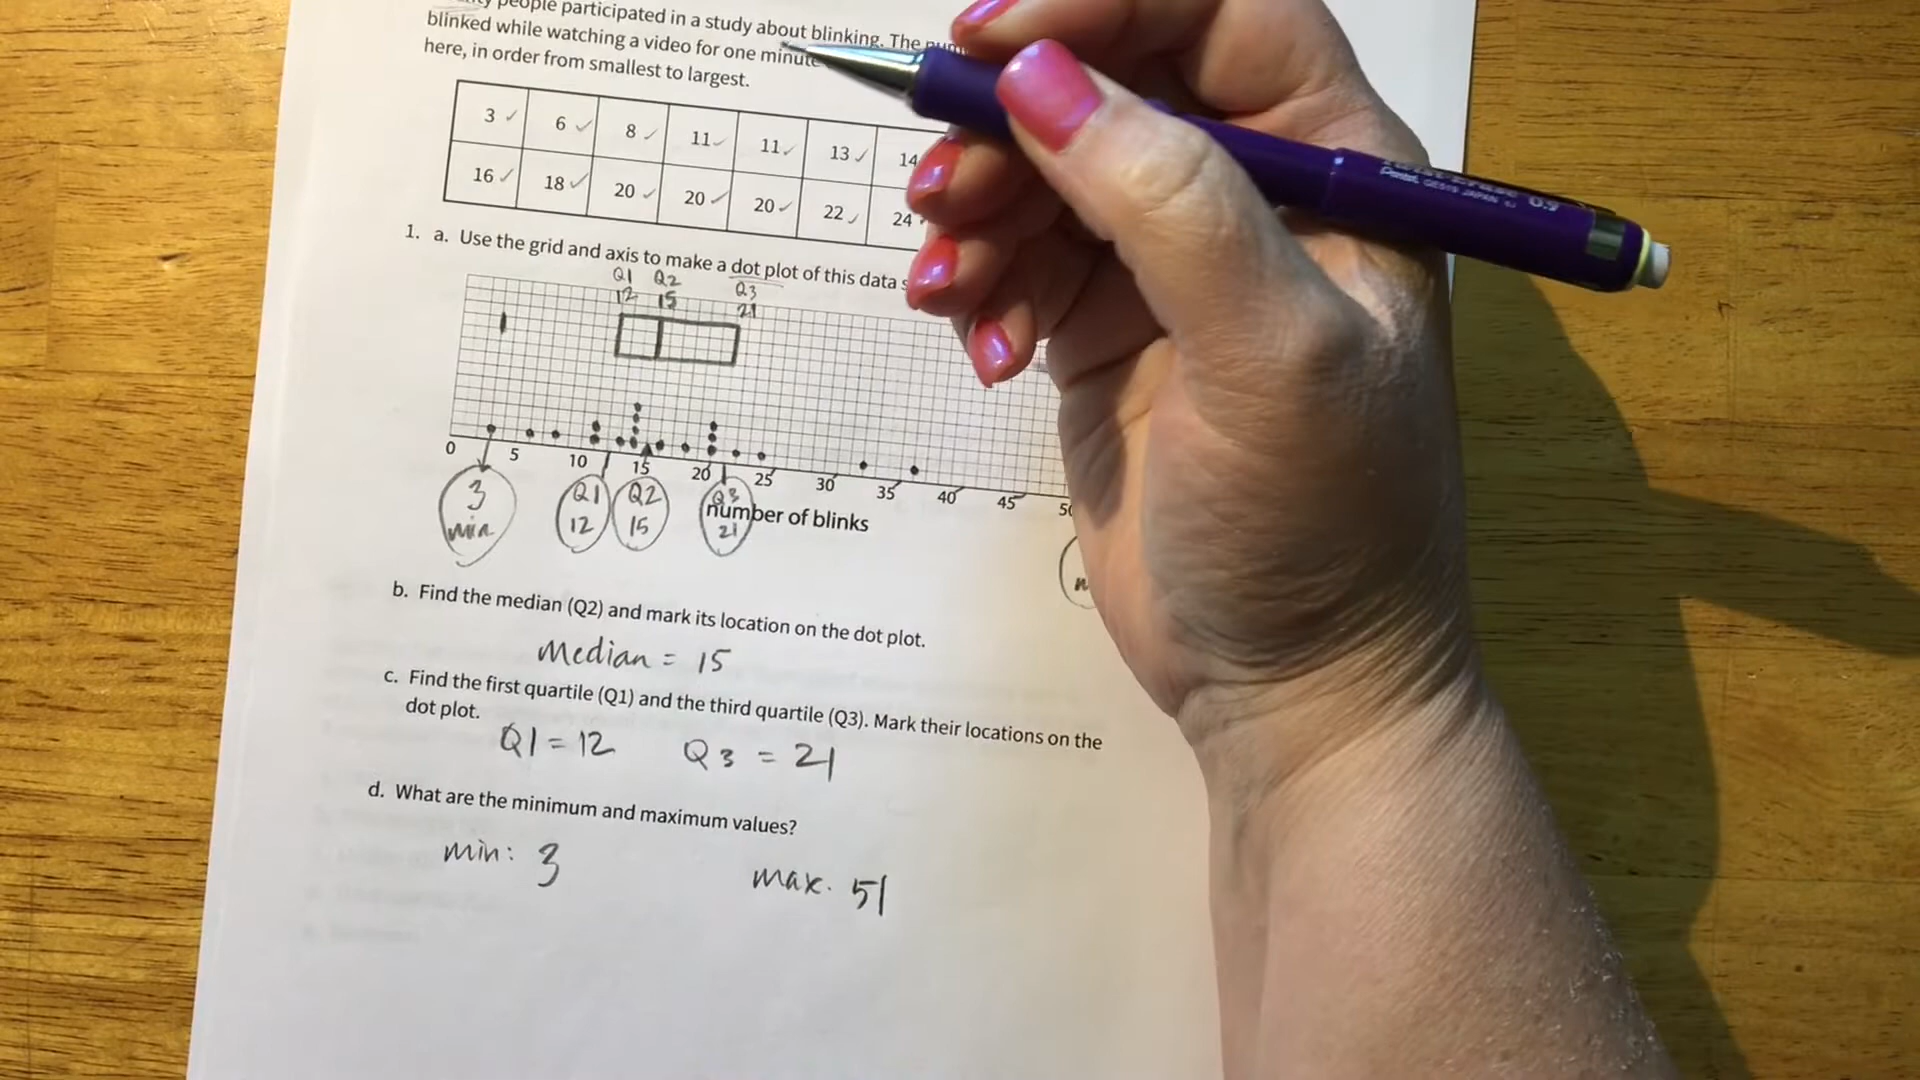 people participated in a study about blinking. The
blinked while watching a video for one minute
here, in order from smallest to largest.
3 ✓ 6 ✓ 8 ✓ 11 ✓ 11 ✓ 13 ✓ 14
16 ✓ 18 ✓ 20 ✓ 20 ✓ 20 ✓ 22 ✓ 24
1. a. Use the grid and axis to make a dot plot of this data
Q1 Q2 Q3
12 15 21
0 5 10 15 20 25 30 35 40 45
3 Q1 Q2 Q3
min 12 15 21
number of blinks
b. Find the median (Q2) and mark its location on the dot plot.
Median = 15
c. Find the first quartile (Q1) and the third quartile (Q3). Mark their locations on the
dot plot.
Q1 = 12 Q3 = 21
d. What are the minimum and maximum values?
min: 3 max. 51
Pentel QE519 JAPAN
0.9